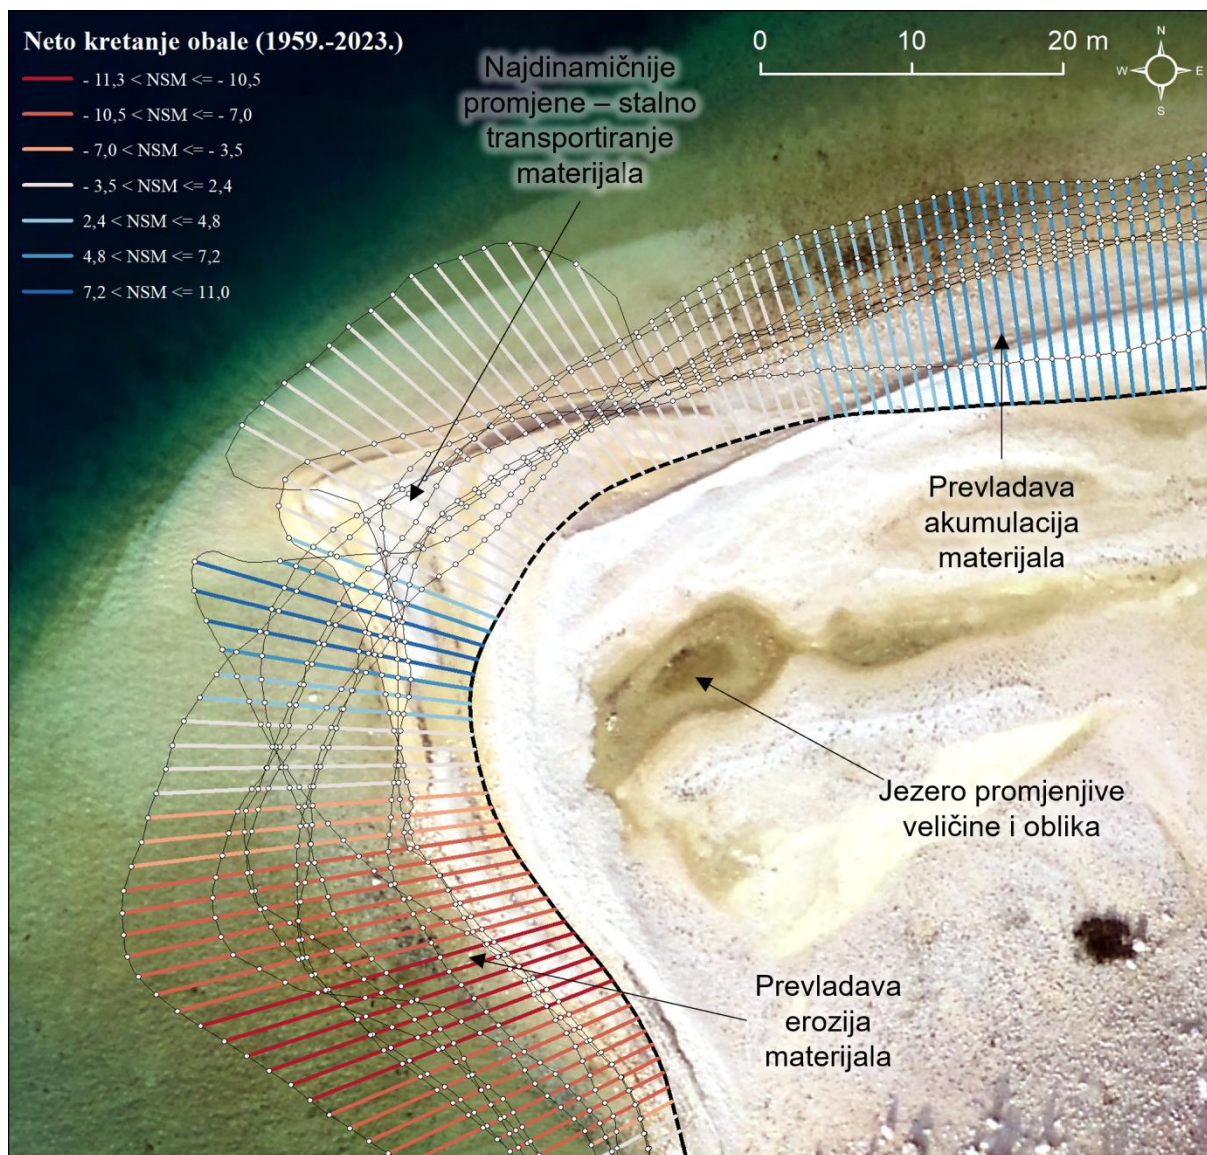 Neto kretanje obale (1959.-2023.)
- 11,3 < NSM <= - 10,5
- 10,5 < NSM <= - 7,0
- 7,0 < NSM <= - 3,5
- 3,5 < NSM <= 2,4
2,4 < NSM <= 4,8
4,8 < NSM <= 7,2
7,2 < NSM <= 11,0
Najdinamičnije
promjene – stalno
transportiranje
materijala
0 10 20 m
N
W E
S
Prevladava
akumulacija
materijala
Jezero promjenjive
veličine i oblika
Prevladava
erozija
materijala